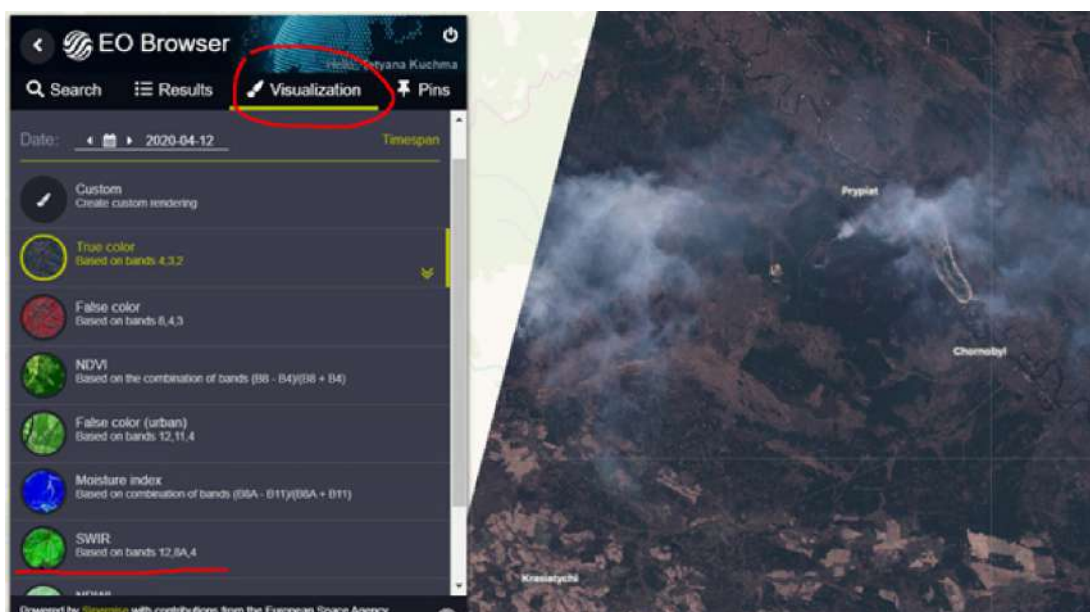 EO Browser
Hello, Tetyana Kuchma
Search
Results
Visualization
Pins
Date:
2020-04-12
Timespan
Custom
Create custom rendering
True color
Based on bands 4,3,2
False color
Based on bands 8,4,3
NDVI
Based on the combination of bands (B8 - B4)/(B8 + B4)
False color (urban)
Based on bands 12,11,4
Moisture index
Based on combination of bands (B8A - B11)/(B8A + B11)
SWIR
Based on bands 12,8A,4
NDWI
Powered by Sinergise with contributions from the European Space Agency
Prypiat
Chornobyl
Krasiatychi